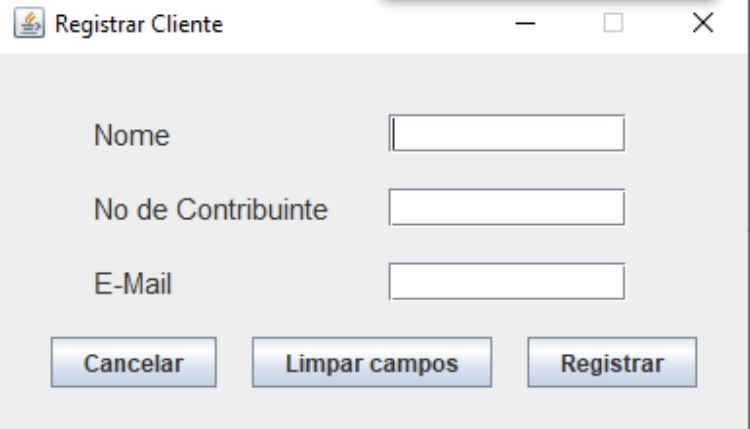 Registrar Cliente
Nome
No de Contribuinte
E-Mail
Cancelar Limpar campos Registrar